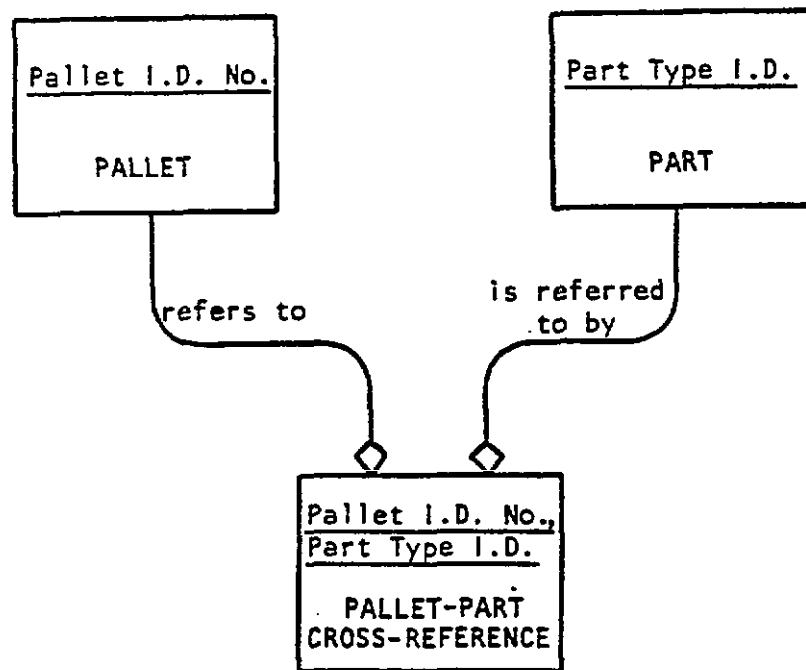 Pallet I.D. No.
PALLET
Part Type I.D.
PART
refers to
is referred
to by
Pallet I.D. No.,
Part Type I.D.
PALLET-PART
CROSS-REFERENCE